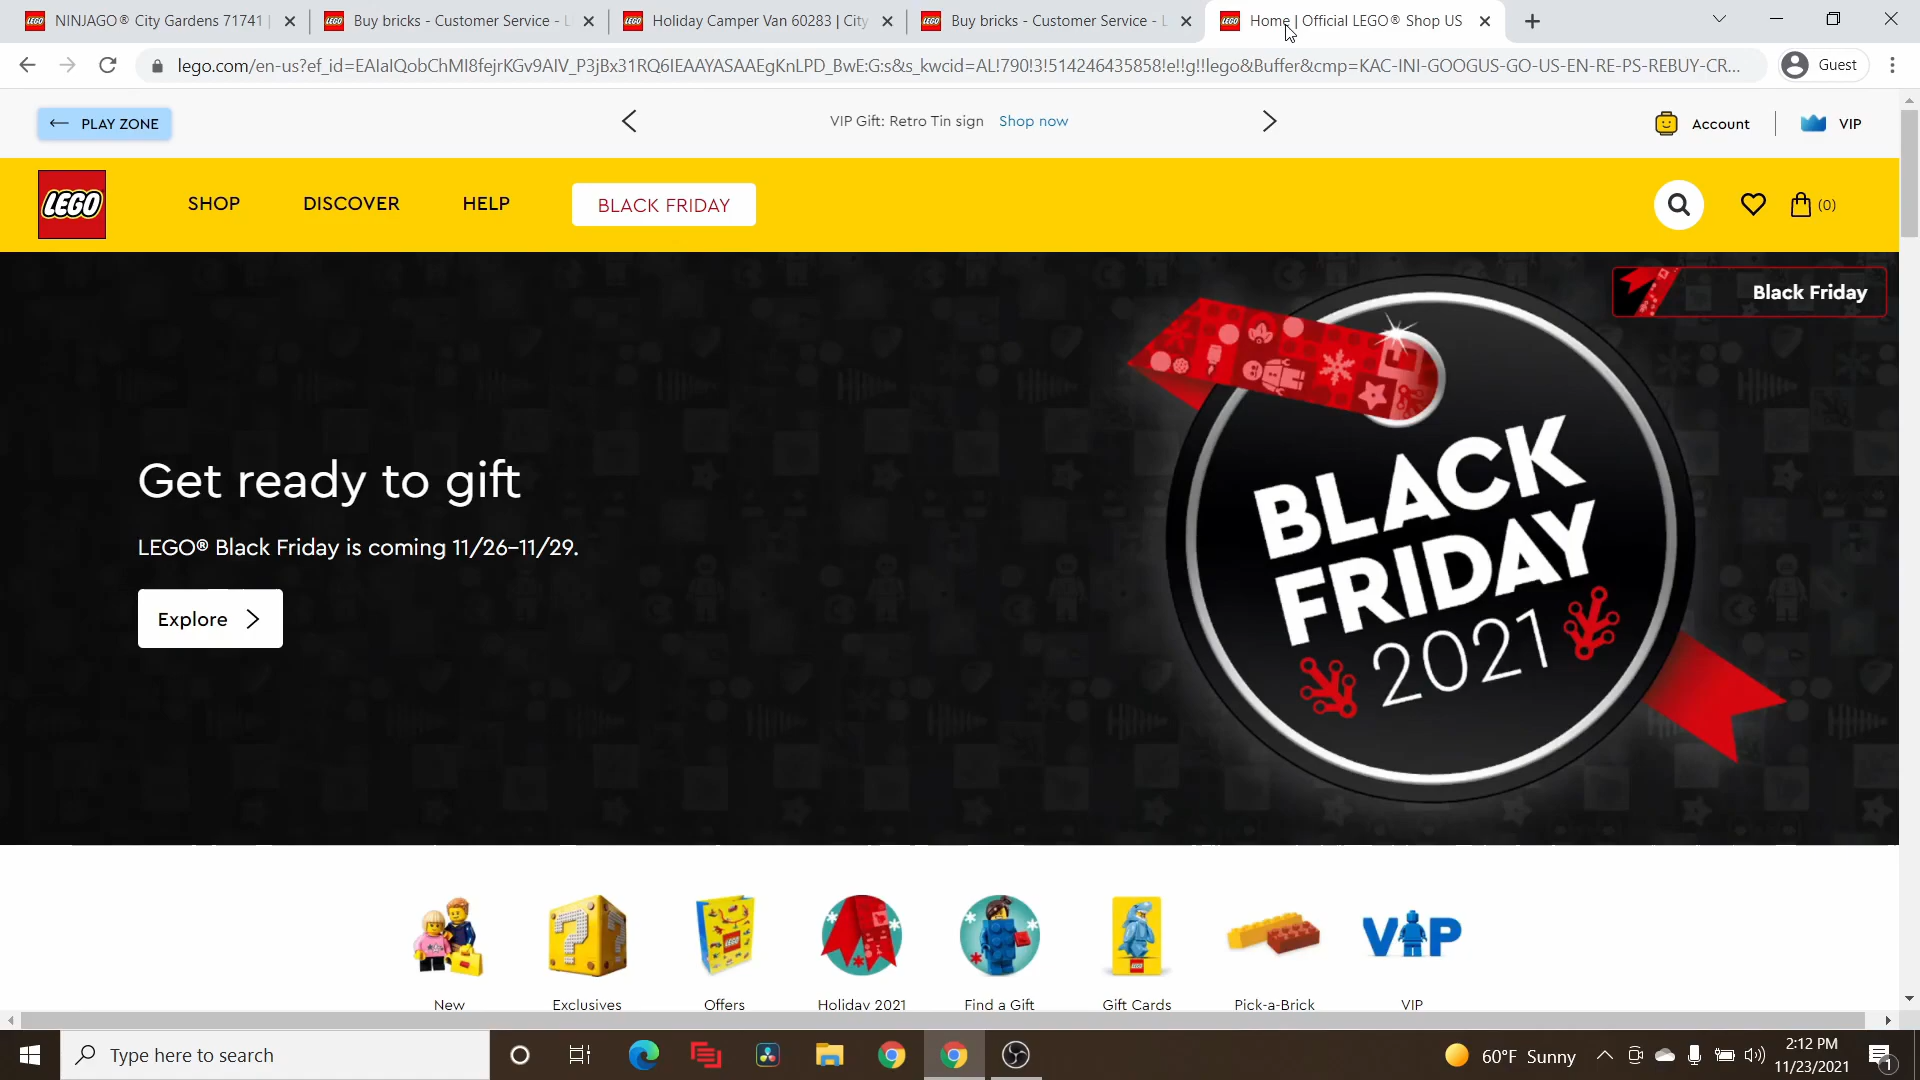 NINJAGO® City Gardens 71741 |
Buy bricks - Customer Service - L
Holiday Camper Van 60283 | City
Buy bricks - Customer Service - L
Home | Official LEGO® Shop US
lego.com/en-us?ef_id=EAIaIQobChMI8fejrKGv9AIV_P3jBx31RQ6IEAAYASAAEgKnLPD_BwE:G:s&s_kwcid=AL!790!3!514246435858!e!!g!!lego&Buffer&cmp=KAC-INI-GOOGUS-GO-US-EN-RE-PS-REBUY-CR...
Guest
PLAY ZONE
VIP Gift: Retro Tin sign Shop now
Account
VIP
LEGO
SHOP
DISCOVER
HELP
BLACK FRIDAY
(0)
Black Friday
Get ready to gift
LEGO® Black Friday is coming 11/26-11/29.
Explore
BLACK
FRIDAY
2021
VIP
New
Exclusives
Offers
Holiday 2021
Find a Gift
Gift Cards
Pick-a-Brick
VIP
Type here to search
60°F Sunny
2:12 PM
11/23/2021
1